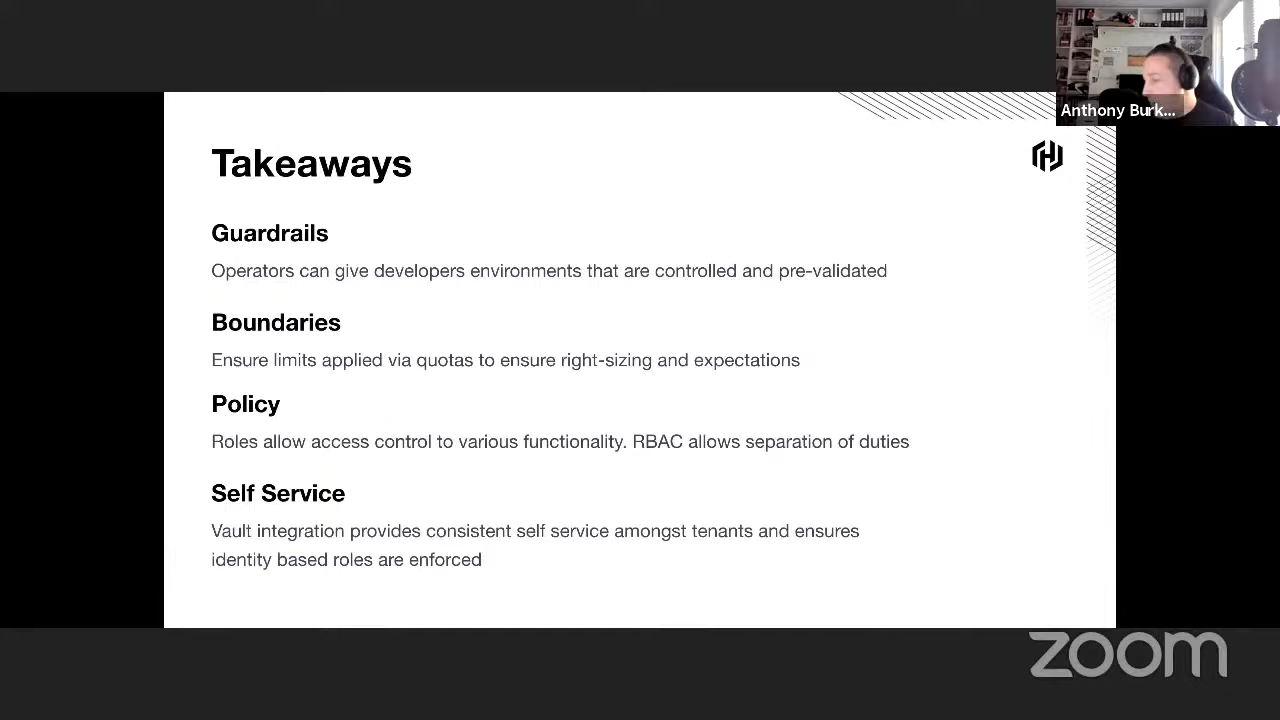 Anthony Burk...
Takeaways
Guardrails
Operators can give developers environments that are controlled and pre-validated
Boundaries
Ensure limits applied via quotas to ensure right-sizing and expectations
Policy
Roles allow access control to various functionality. RBAC allows separation of duties
Self Service
Vault integration provides consistent self service amongst tenants and ensures
identity based roles are enforced
zoom